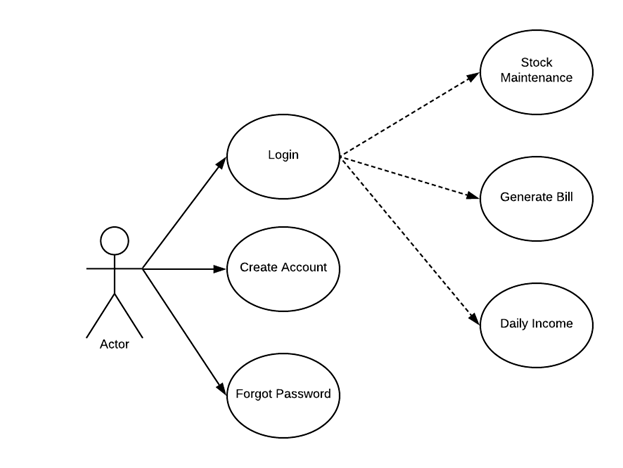 Stock
Maintenance
Login
Generate Bill
Create Account
Daily Income
Actor
Forgot Password